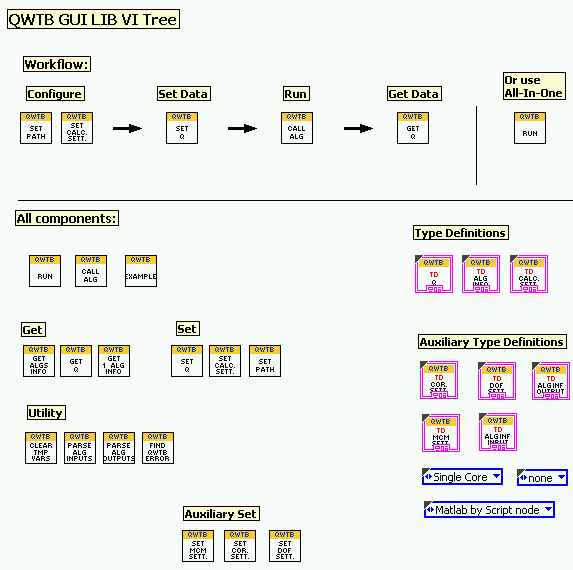 QWTB GUI LIB VI Tree
Workflow:
Configure
Set Data
Run
Get Data
Or use
All-In-One
QWTB
SET
PATH
QWTB
SET
CALC.
SETT.
QWTB
SET
Q
QWTB
CALL
ALG
QWTB
GET
Q
QWTB
RUN
All components:
QWTB
RUN
QWTB
CALL
ALG
QWTB
EXAMPLE
Get
QWTB
GET
ALGS
INFO
QWTB
GET
Q
QWTB
GET
1 ALG
INFO
Set
QWTB
SET
Q
QWTB
SET
CALC.
SETT.
QWTB
SET
PATH
Utility
QWTB
CLEAR
TMP
VARS
QWTB
PARSE
ALG
INPUTS
QWTB
PARSE
ALG
OUTPUTS
QWTB
FIND
QWTB
ERROR
Auxiliary Set
QWTB
SET
MCM
SETT.
QWTB
SET
COR.
SETT.
QWTB
SET
DOF
SETT.
Type Definitions
QWTB
TD
Q
QWTB
TD
ALG
INFO
QWTB
TD
CALC.
SETT.
Auxiliary Type Definitions
QWTB
TD
COR.
SETT.
QWTB
TD
DOF
SETT.
QWTB
TD
ALGINF
OUTPUT
QWTB
TD
MCM
SETT.
QWTB
TD
ALGINF
INPUT
Single Core
none
Matlab by Script node